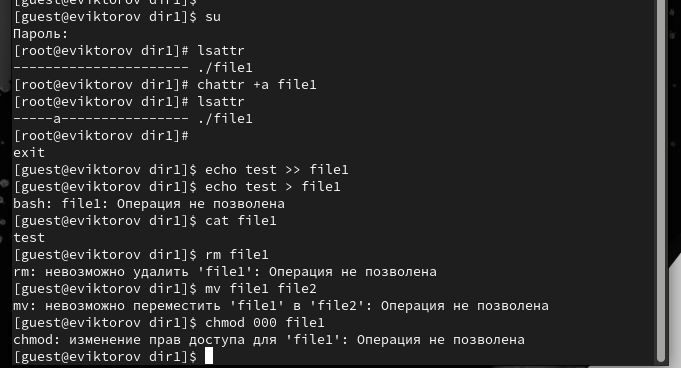 [guest@eviktorov dir1]$
[guest@eviktorov dir1]$ su
Пароль:
[root@eviktorov dir1]# lsattr
---------------------- ./file1
[root@eviktorov dir1]# chattr +a file1
[root@eviktorov dir1]# lsattr
-----a---------------- ./file1
[root@eviktorov dir1]#
exit
[guest@eviktorov dir1]$ echo test >> file1
[guest@eviktorov dir1]$ echo test > file1
bash: file1: Операция не позволена
[guest@eviktorov dir1]$ cat file1
test
[guest@eviktorov dir1]$ rm file1
rm: невозможно удалить 'file1': Операция не позволена
[guest@eviktorov dir1]$ mv file1 file2
mv: невозможно переместить 'file1' в 'file2': Операция не позволена
[guest@eviktorov dir1]$ chmod 000 file1
chmod: изменение прав доступа для 'file1': Операция не позволена
[guest@eviktorov dir1]$